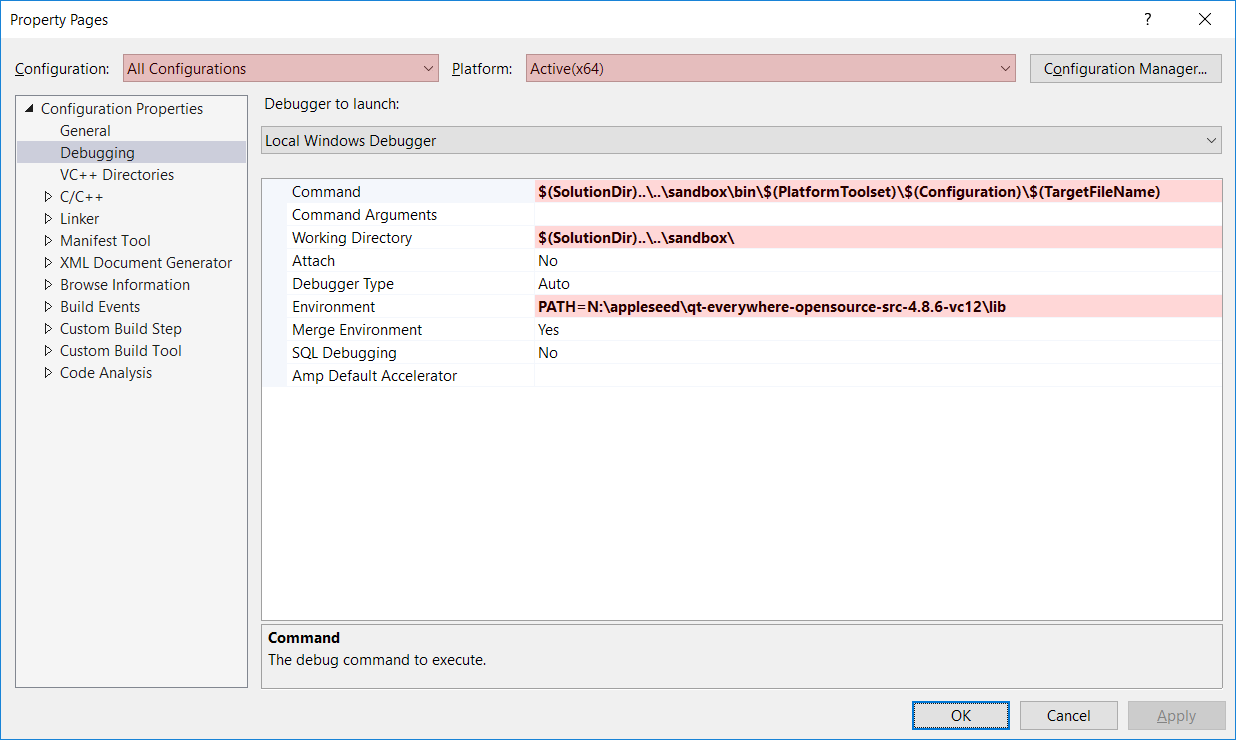 Property Pages
?
Configuration: All Configurations Platform: Active(x64) Configuration Manager...
Configuration Properties
General
Debugging
VC++ Directories
C/C++
Linker
Manifest Tool
XML Document Generator
Browse Information
Build Events
Custom Build Step
Custom Build Tool
Code Analysis
Debugger to launch:
Local Windows Debugger
Command $(SolutionDir)..\..\sandbox\bin\$(PlatformToolset)\$(Configuration)\$(TargetFileName)
Command Arguments
Working Directory $(SolutionDir)..\..\sandbox\
Attach No
Debugger Type Auto
Environment PATH=N:\appleseed\qt-everywhere-opensource-src-4.8.6-vc12\lib
Merge Environment Yes
SQL Debugging No
Amp Default Accelerator
Command
The debug command to execute.
OK Cancel Apply